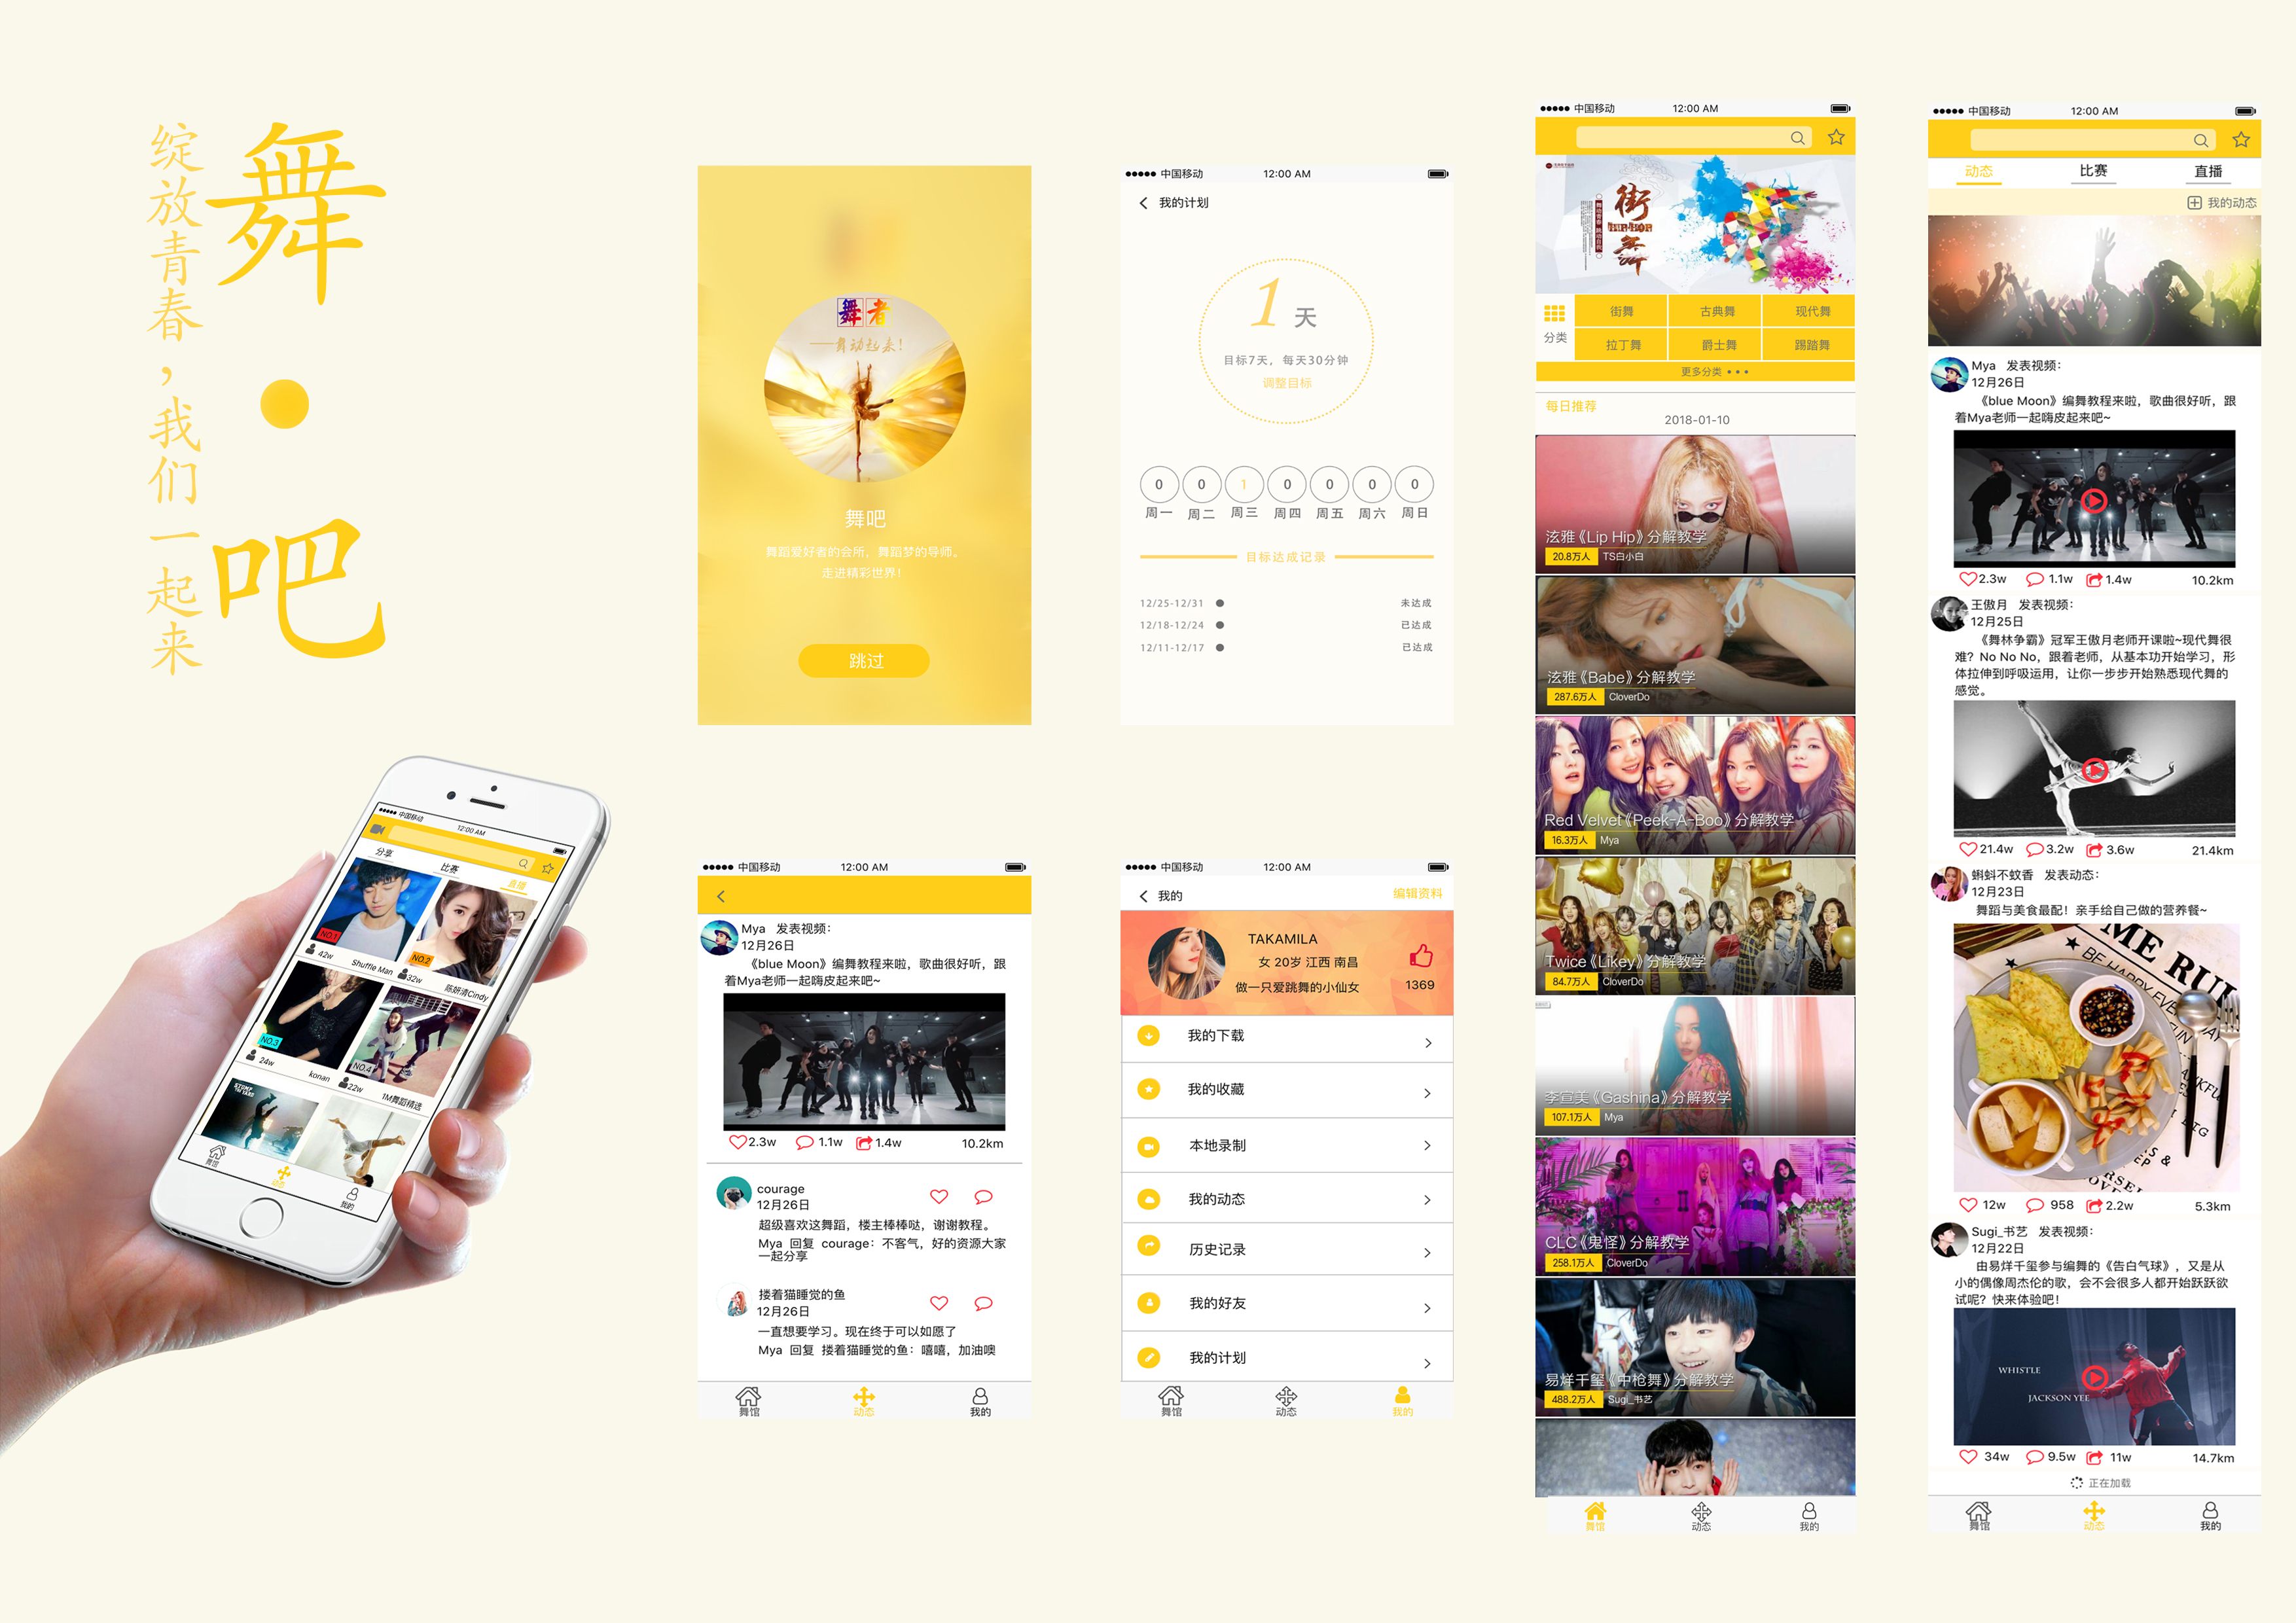 舞·吧
绽放青春，我们一起来
中国移动 12:00 AM
分享 比赛 直播
NO.1
NO.2
42w Shuffle Man 32w 陈妍清Cindy
NO.3
NO.4
24w konan 22w 1M舞蹈精选
STOMP THE YARD
舞馆 动态 我的
舞者
——舞动起来！
舞吧
舞蹈爱好者的会所，舞蹈梦的导师。
走进精彩世界！
跳过
中国移动 12:00 AM
我的计划
1 天
目标7天，每天30分钟
调整目标
0 0 1 0 0 0 0
周一 周二 周三 周四 周五 周六 周日
目标达成记录
12/25-12/31 未达成
12/18-12/24 已达成
12/11-12/17 已达成
中国移动 12:00 AM
Mya 发表视频：
12月26日
《blue Moon》编舞教程来啦，歌曲很好听，跟
着Mya老师一起嗨皮起来吧~
2.3w 1.1w 1.4w 10.2km
courage
12月26日
超级喜欢这舞蹈，楼主棒棒哒，谢谢教程。
Mya 回复 courage：不客气，好的资源大家
一起分享
搂着猫睡觉的鱼
12月26日
一直想要学习。现在终于可以如愿了
Mya 回复 搂着猫睡觉的鱼：嘻嘻，加油噢
舞馆 动态 我的
中国移动 12:00 AM
我的 编辑资料
TAKAMILA
女 20岁 江西 南昌
做一只爱跳舞的小仙女 1369
我的下载
我的收藏
本地录制
我的动态
历史记录
我的好友
我的计划
舞馆 动态 我的
中国移动 12:00 AM
街舞
HIP-HOP
舞动青春 跳动自我
分类
街舞 古典舞 现代舞
拉丁舞 爵士舞 踢踏舞
更多分类
每日推荐
2018-01-10
泫雅《Lip Hip》分解教学
20.8万人 TS白小白
泫雅《Babe》分解教学
287.6万人 CloverDo
Red Velvet《Peek-A-Boo》分解教学
16.3万人 Mya
Twice《Likey》分解教学
84.7万人 CloverDo
李宣美《Gashina》分解教学
107.1万人 Mya
CLC《鬼怪》分解教学
258.1万人 CloverDo
易烊千玺《中枪舞》分解教学
488.2万人 Sugi_书艺
舞馆 动态 我的
中国移动 12:00 AM
动态 比赛 直播
我的动态
Mya 发表视频：
12月26日
《blue Moon》编舞教程来啦，歌曲很好听，跟
着Mya老师一起嗨皮起来吧~
2.3w 1.1w 1.4w 10.2km
王傲月 发表视频：
12月25日
《舞林争霸》冠军王傲月老师开课啦~现代舞很
难？No No No，跟着老师，从基本功开始学习，形
体拉伸到呼吸运用，让你一步步开始熟悉现代舞的
感觉。
21.4w 3.2w 3.6w 21.4km
蝌蚪不蚊香 发表动态：
12月23日
舞蹈与美食最配！亲手给自己做的营养餐~
12w 958 2.2w 5.3km
Sugi_书艺 发表视频：
12月22日
由易烊千玺参与编舞的《告白气球》，又是从
小的偶像周杰伦的歌，会不会很多人都开始跃跃欲
试呢？快来体验吧！
WHISTLE
JACKSON YEE
34w 9.5w 11w 14.7km
正在加载
舞馆 动态 我的